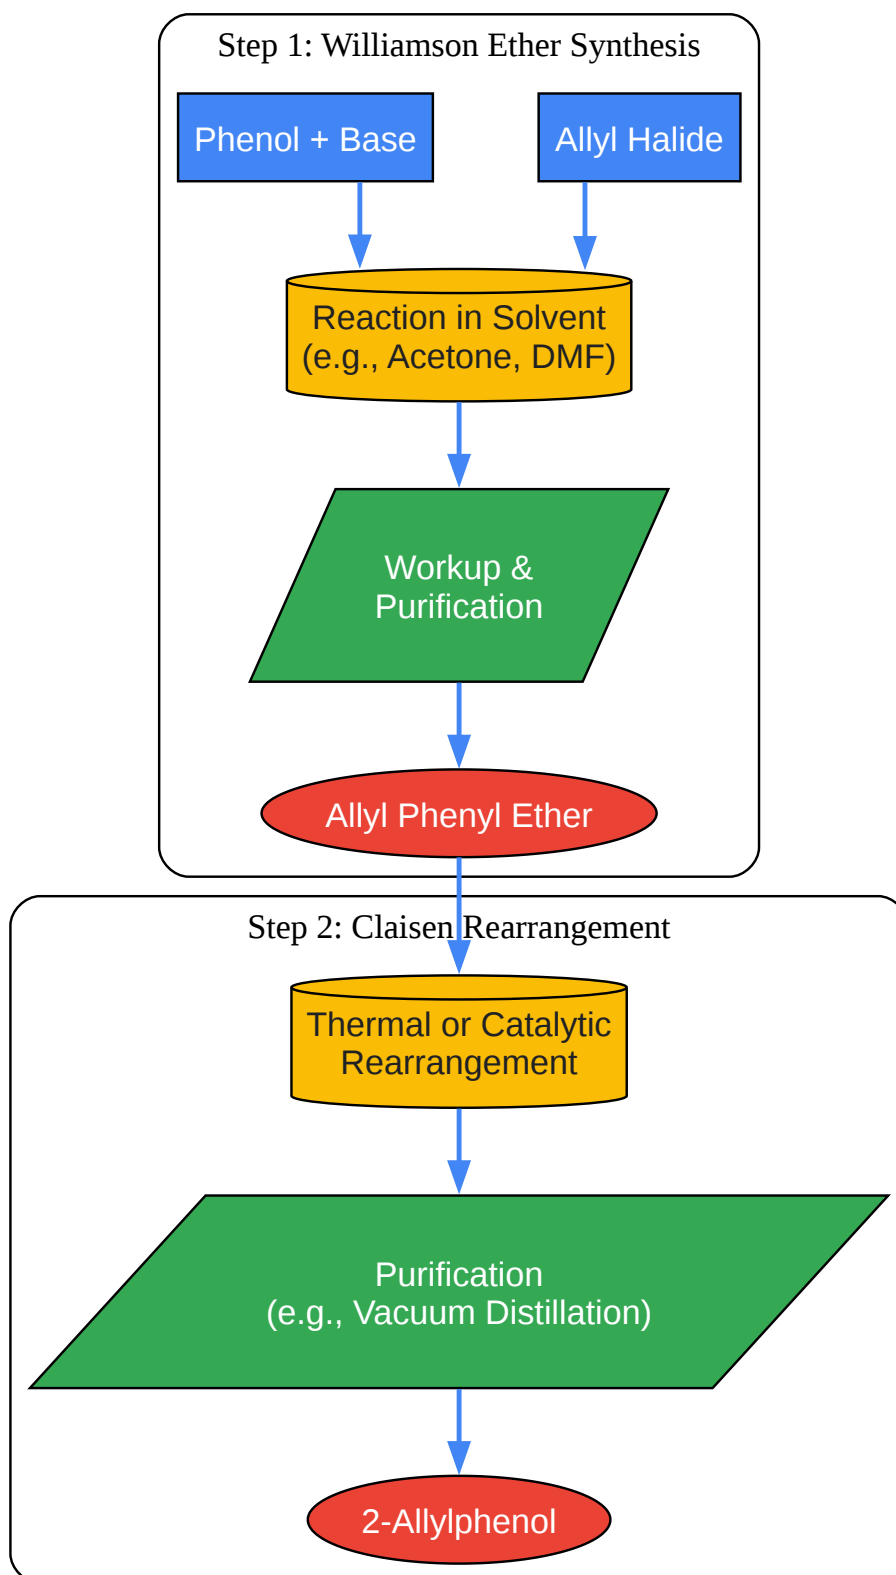 Step 1: Williamson Ether Synthesis
Phenol + Base
Allyl Halide
Reaction in Solvent
(e.g., Acetone, DMF)
Workup &
Purification
Allyl Phenyl Ether
Step 2: Claisen Rearrangement
Thermal or Catalytic
Rearrangement
Purification
(e.g., Vacuum Distillation)
2-Allylphenol